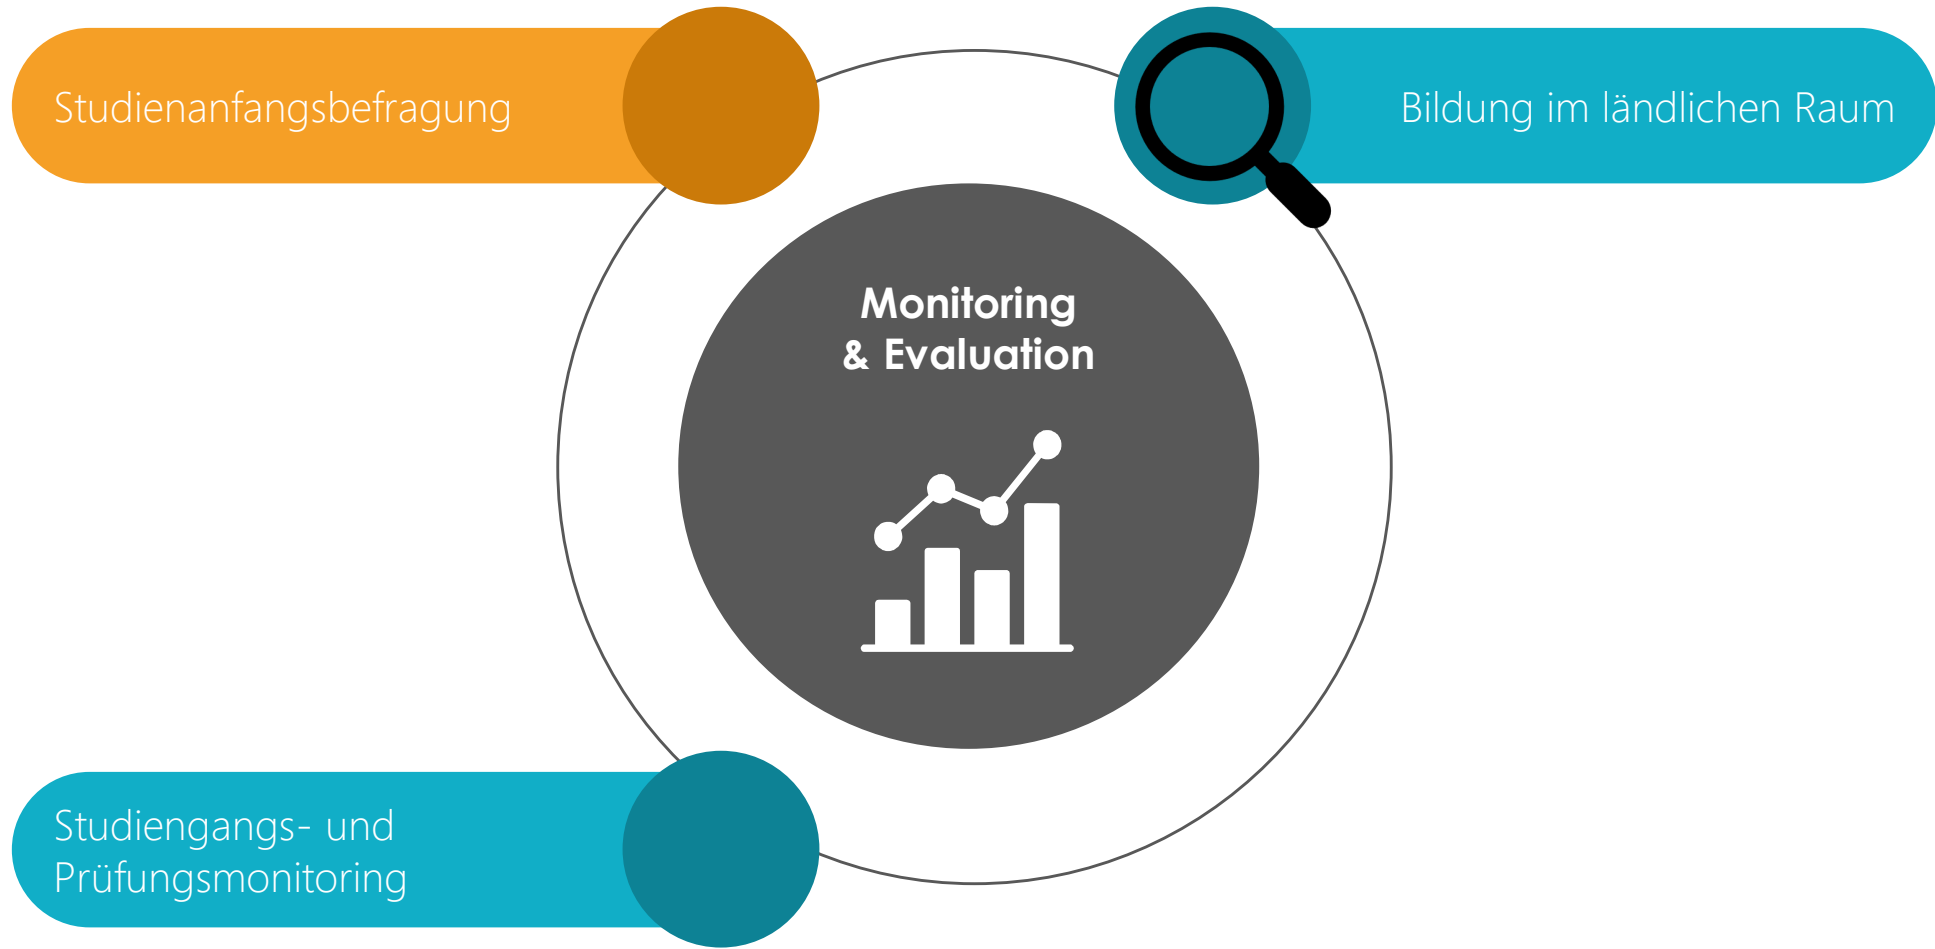 Studienanfangsbefragung
Bildung im ländlichen Raum
Monitoring
& Evaluation
Studiengangs- und
Prüfungsmonitoring